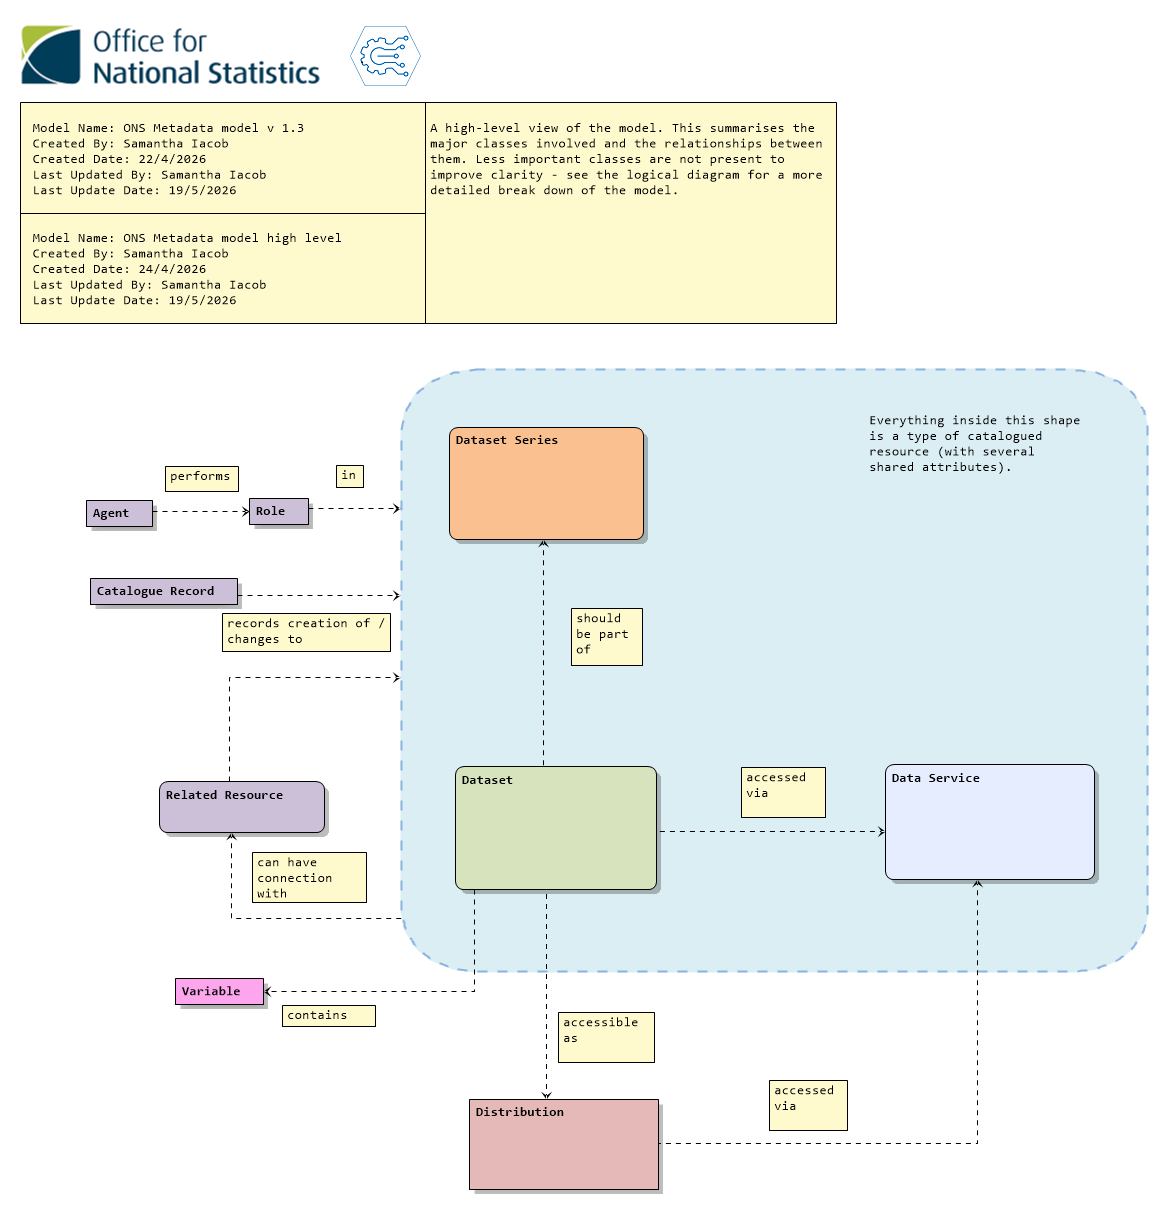 Office for
National Statistics
Model Name: ONS Metadata model v 1.3
Created By: Samantha Iacob
Created Date: 22/4/2026
Last Updated By: Samantha Iacob
Last Update Date: 19/5/2026
A high-level view of the model. This summarises the
major classes involved and the relationships between
them. Less important classes are not present to
improve clarity - see the logical diagram for a more
detailed break down of the model.
Model Name: ONS Metadata model high level
Created By: Samantha Iacob
Created Date: 24/4/2026
Last Updated By: Samantha Iacob
Last Update Date: 19/5/2026
Everything inside this shape
is a type of catalogued
resource (with several
shared attributes).
Dataset Series
performs
in
Agent
Role
Catalogue Record
records creation of /
changes to
should
be part
of
Related Resource
Dataset
accessed
via
Data Service
can have
connection
with
Variable
contains
accessible
as
accessed
via
Distribution